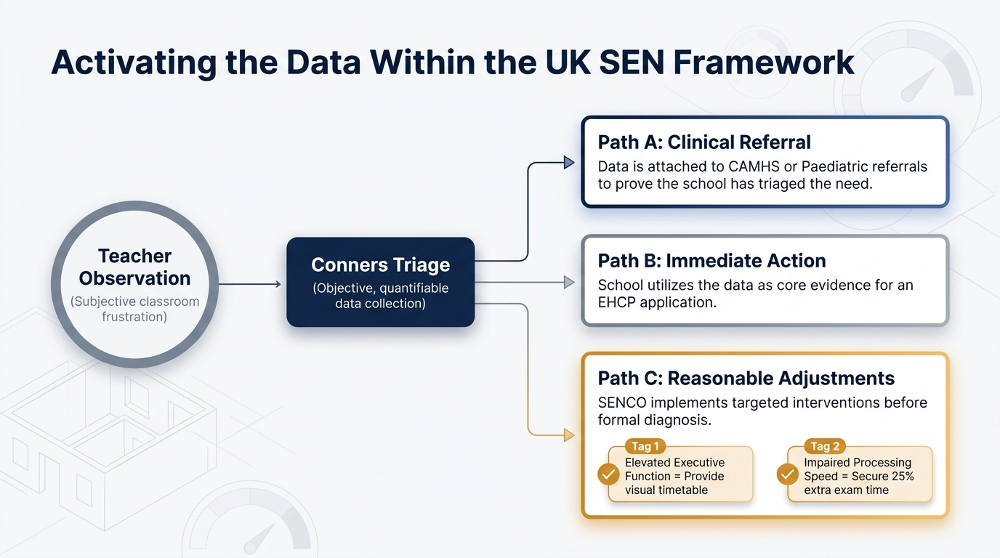 Activating the Data Within the UK SEN Framework
Teacher
Observation
(Subjective classroom
frustration)
Conners Triage
(Objective, quantifiable
data collection)
Path A: Clinical Referral
Data is attached to CAMHS or Paediatric referrals
to prove the school has triaged the need.
Path B: Immediate Action
School utilizes the data as core evidence for an
EHCP application.
Path C: Reasonable Adjustments
SENCO implements targeted interventions before
formal diagnosis.
Tag 1
Elevated Executive
Function = Provide
visual timetable
Tag 2
Impaired Processing
Speed = Secure 25%
extra exam time